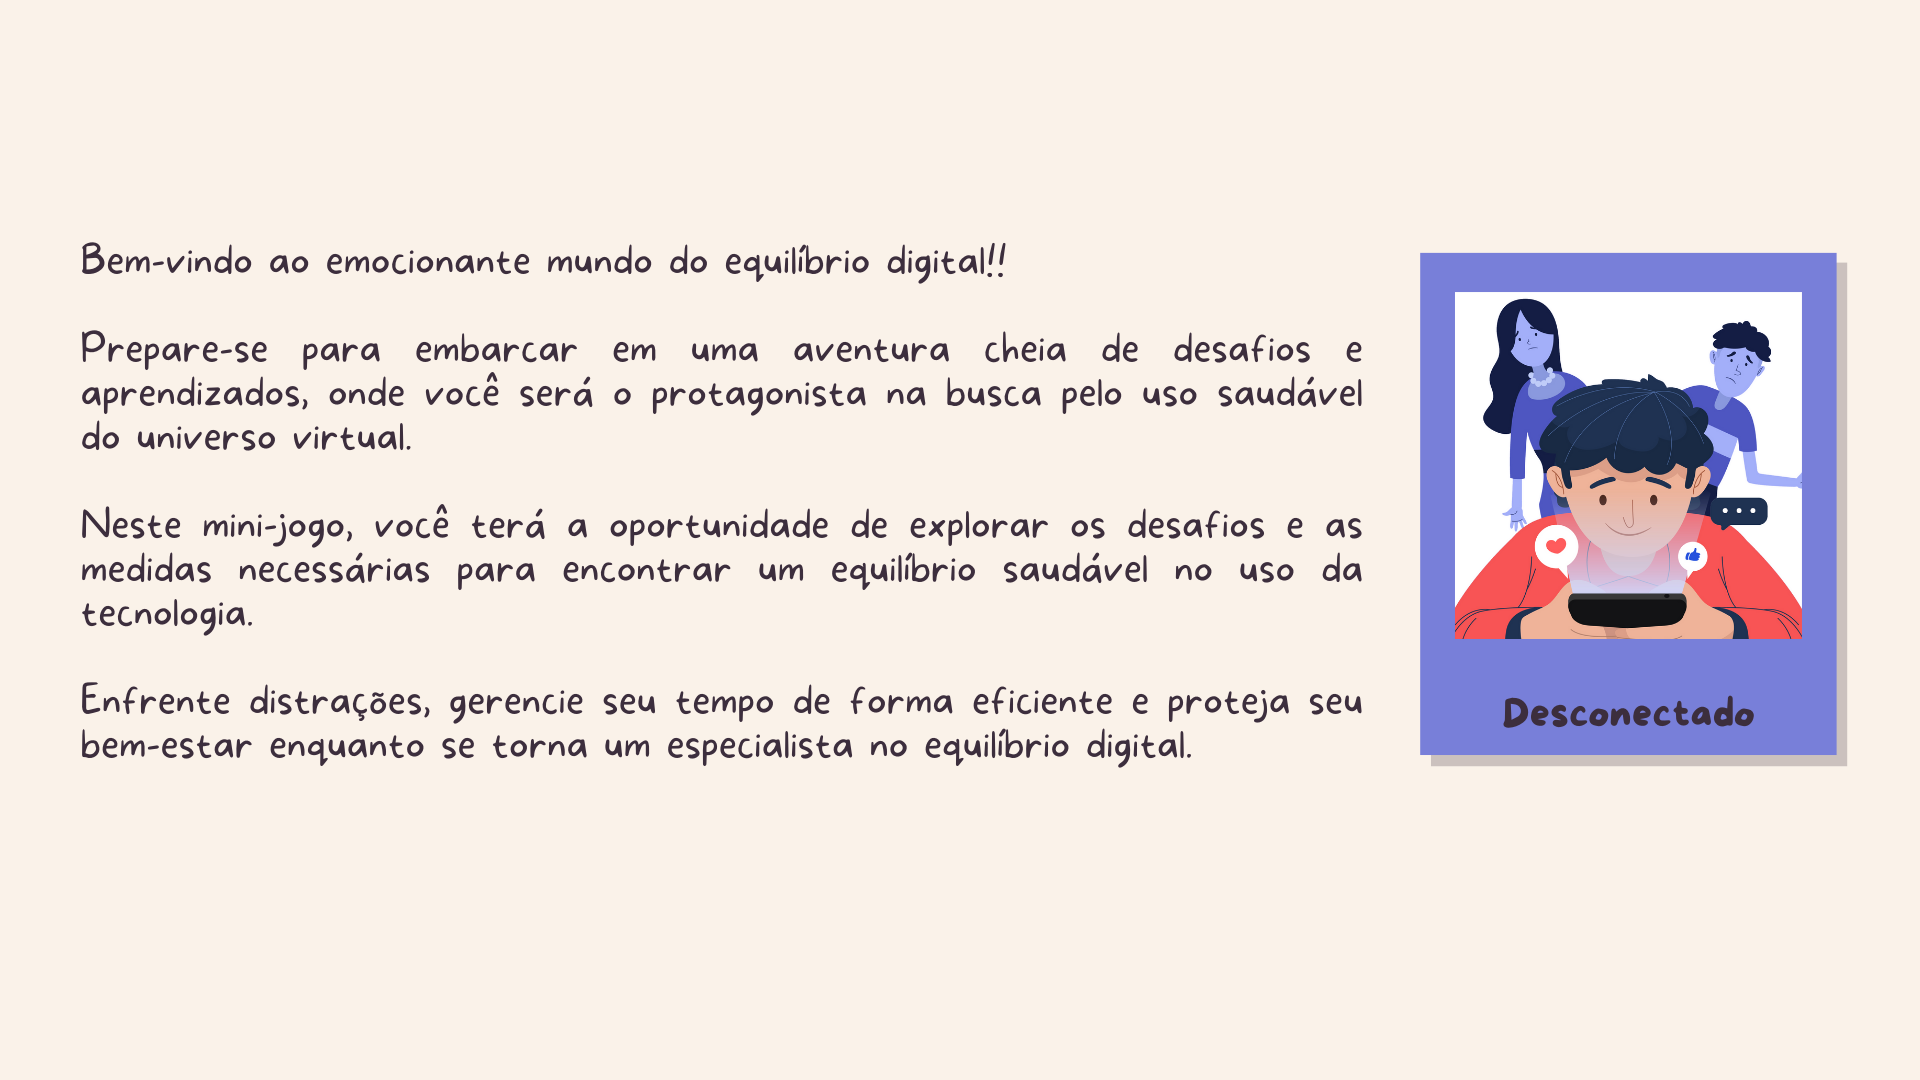 Bem-vindo ao emocionante mundo do equilíbrio digital!!
Prepare-se para embarcar em uma aventura cheia de desafios e
aprendizados, onde você será o protagonista na busca pelo uso saudável
do universo virtual.
Neste mini-jogo, você terá a oportunidade de explorar os desafios e as
medidas necessárias para encontrar um equilíbrio saudável no uso da
tecnologia.
Enfrente distrações, gerencie seu tempo de forma eficiente e proteja seu
bem-estar enquanto se torna um especialista no equilíbrio digital.
Desconectado